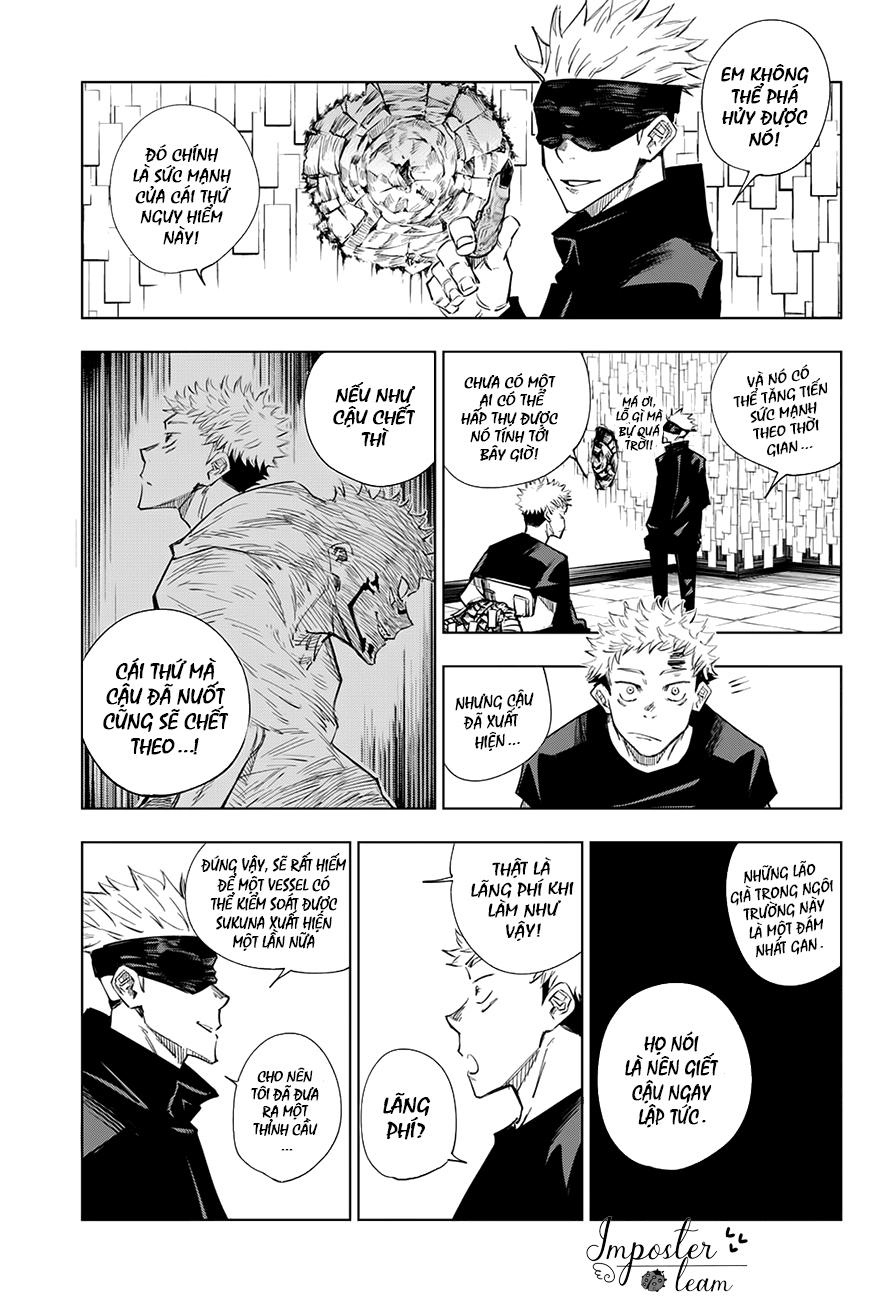 EM KHÔNG
THỂ PHÁ
HỦY ĐƯỢC
NÓ!
ĐÓ CHÍNH
LÀ SỨC MẠNH
CỦA CÁI THỨ
NGUY HIỂM
NÀY!
VÀ NÓ CÓ
THỂ TĂNG TIẾN
SỨC MẠNH
THEO THỜI
GIAN ...
MÁ ƠI,
LỖ GÌ MÀ
BỰ QUÁ
TRỜI!
CHƯA CÓ MỘT
AI CÓ THỂ
HẤP THỤ ĐƯỢC
NÓ TÍNH TỚI
BÂY GIỜ!
NHƯNG CẬU
ĐÃ XUẤT
HIỆN ...
NẾU NHƯ
CẬU CHẾT
THÌ
CÁI THỨ MÀ
CẬU ĐÃ NUỐT
CŨNG SẼ CHẾT
THEO ...!
NHỮNG LÃO
GIÀ TRONG NGÔI
TRƯỜNG NÀY
LÀ MỘT ĐÁM
NHẤT GAN .
HỌ NÓI
LÀ NÊN GIẾT
CẬU NGAY
LẬP TỨC .
THẬT LÀ
LÃNG PHÍ KHI
LÀM NHƯ
VẬY!
LÃNG
PHÍ?
ĐÚNG VẬY, SẼ RẤT HIẾM
ĐỂ MỘT VESSEL CÓ
THỂ KIỂM SOÁT ĐƯỢC
SUKUNA XUẤT HIỆN
MỘT LẦN NỮA
CHO NÊN
TÔI ĐÃ ĐƯA
RA MỘT
THỈNH CẦU
...
Imposter
team